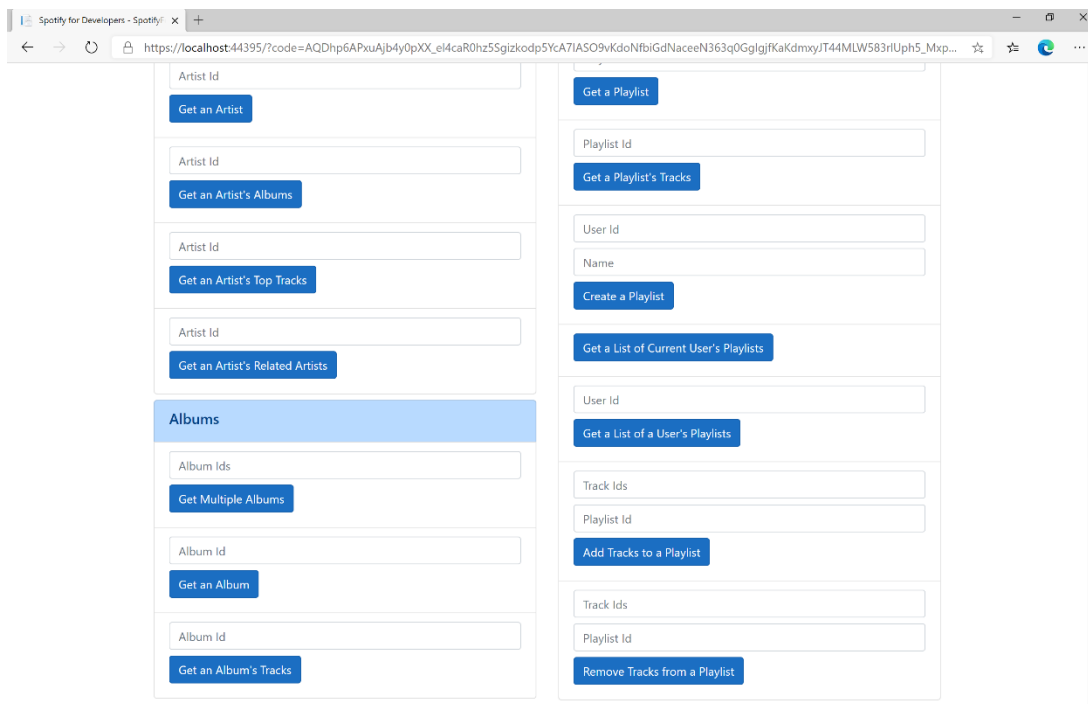 Spotify for Developers - Spotify
https://localhost:44395/?code=AQDhp6APxuAjb4y0pXX_el4caR0hz5Sgizkodp5YcA7IASO9vKdoNfbiGdNaceeN363q0GgIgjfKaKdmxyJT44MLW583rlUph5_Mxp...
Artist Id
Get an Artist
Artist Id
Get an Artist's Albums
Artist Id
Get an Artist's Top Tracks
Artist Id
Get an Artist's Related Artists
Albums
Album Ids
Get Multiple Albums
Album Id
Get an Album
Album Id
Get an Album's Tracks
Get a Playlist
Playlist Id
Get a Playlist's Tracks
User Id
Name
Create a Playlist
Get a List of Current User's Playlists
User Id
Get a List of a User's Playlists
Track Ids
Playlist Id
Add Tracks to a Playlist
Track Ids
Playlist Id
Remove Tracks from a Playlist